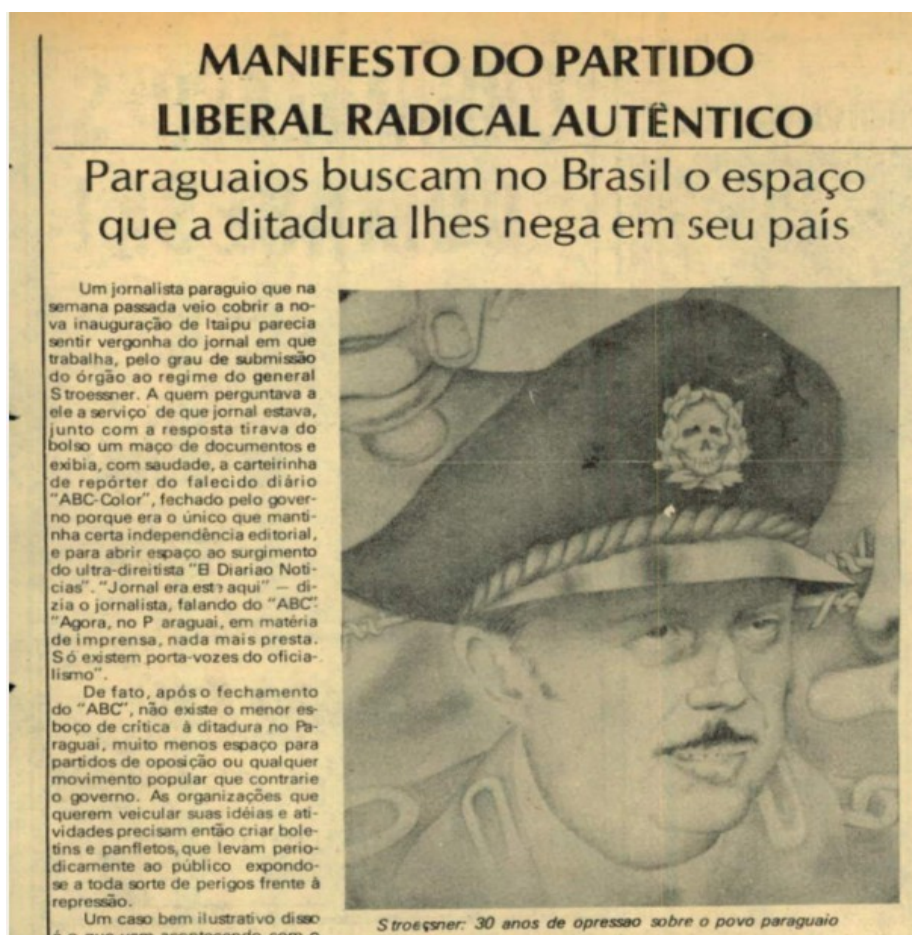 MANIFESTO DO PARTIDO
LIBERAL RADICAL AUTÊNTICO
Paraguaios buscam no Brasil o espaço
que a ditadura lhes nega em seu país
Um jornalista paraguio que na
semana passada veio cobrir a no-
va inauguração de Itaipu parecia
sentir vergonha do jornal em que
trabalha, pelo grau de submissão
do órgão ao regime do general
Stroessner. A quem perguntava a
ele a serviço de que jornal estava,
junto com a resposta tirava do
bolso um maço de documentos e
exibia, com saudade, a carteirinha
de repórter do falecido diário
"ABC-Color", fechado pelo gover-
no porque era o único que manti-
nha certa independência editorial,
e para abrir espaço ao surgimento
do ultra-direitista "El Diariao Noti-
cias". "Jornal era este aqui" — di-
zia o jornalista, falando do "ABC".
"Agora, no P araguai, em matéria
de imprensa, nada mais presta.
Só existem porta-vozes do oficia-
lismo".
De fato, após o fechamento
do "ABC", não existe o menor es-
boço de crítica à ditadura no Pa-
raguai, muito menos espaço para
partidos de oposição ou qualquer
movimento popular que contrarie
o governo. As organizações que
querem veicular suas idéias e ati-
vidades precisam então criar bole-
tins e panfletos, que levam perio-
dicamente ao público expondo-
se a toda sorte de perigos frente à
repressão.
Um caso bem ilustrativo disso
é o que vem acontecendo com o
Stroessner: 30 anos de opressao sobre o povo paraguaio